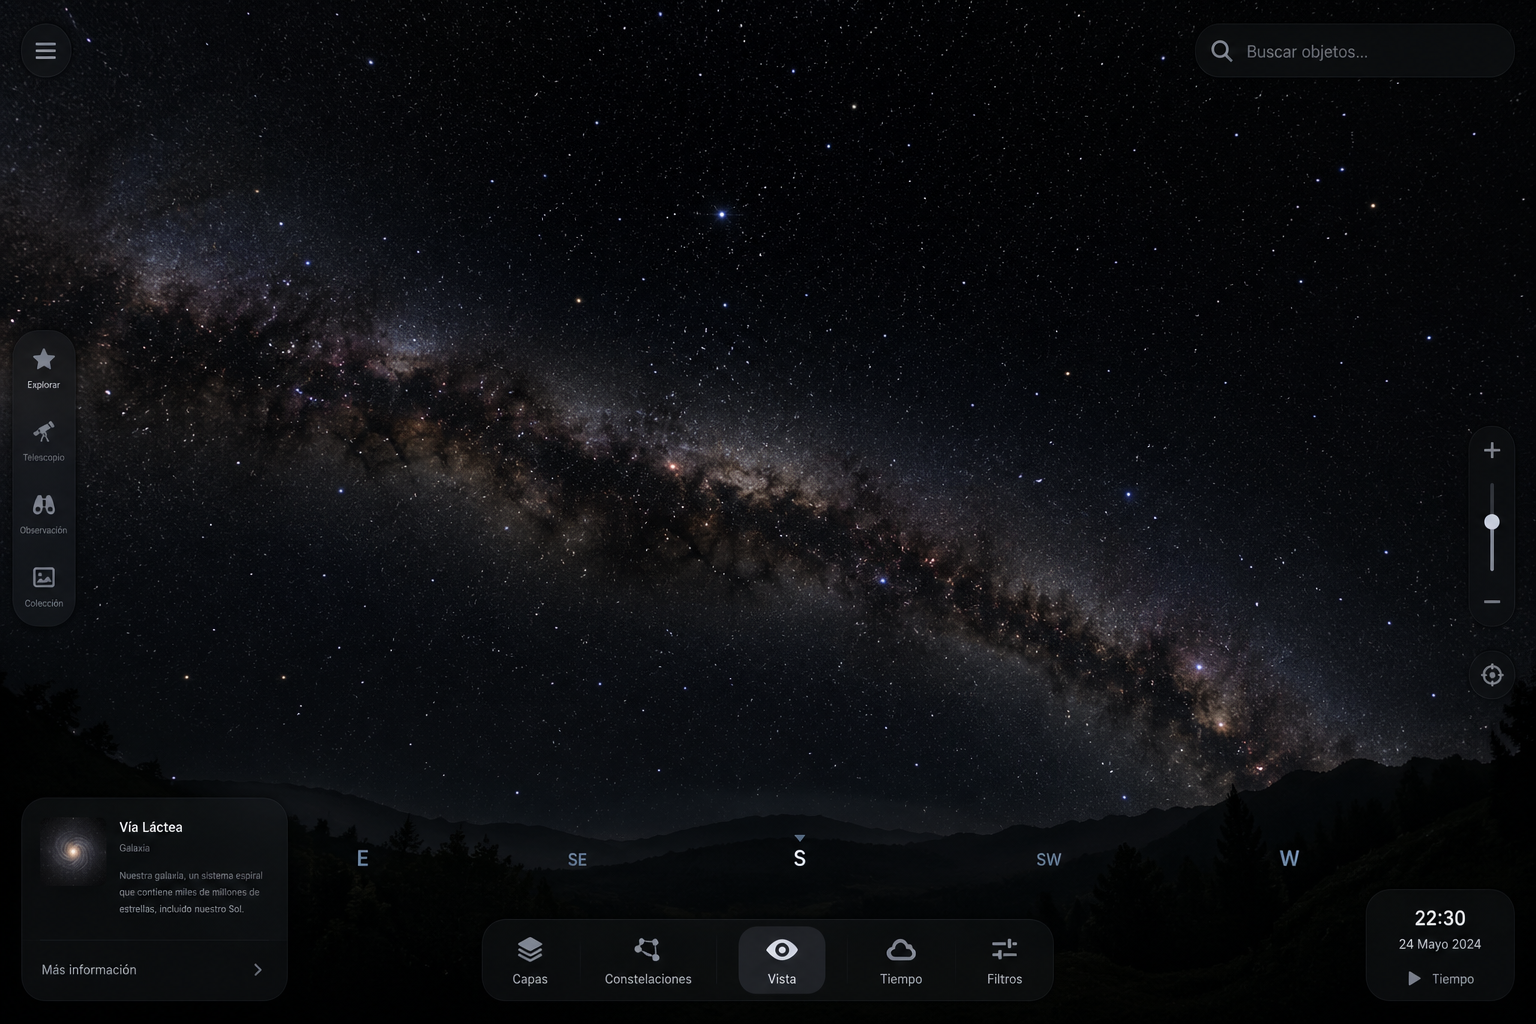 Buscar objetos...
Explorar
Telescopio
Observación
Colección
Vía Láctea
Galaxia
Nuestra galaxia, un sistema espiral
que contiene miles de millones de
estrellas, incluido nuestro Sol.
Más información
E
SE
S
SW
W
Capas
Constelaciones
Vista
Tiempo
Filtros
22:30
24 Mayo 2024
Tiempo